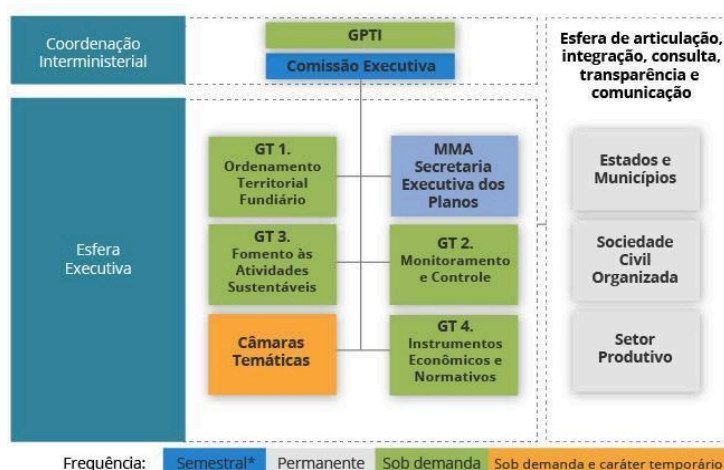 Coordenação
Interministerial
GPTI
Comissão Executiva
Esfera de articulação,
integração, consulta,
transparência e
comunicação
Esfera
Executiva
GT 1.
Ordenamento
Territorial
Fundiário
MMA
Secretaria
Executiva dos
Planos
GT 3.
Fomento às
Atividades
Sustentáveis
GT 2.
Monitoramento
e Controle
Câmaras
Temáticas
GT 4.
Instrumentos
Econômicos e
Normativos
Estados e
Municípios
Sociedade
Civil
Organizada
Setor
Produtivo
Frequência: Semestral* Permanente Sob demanda Sob demanda e caráter temporário